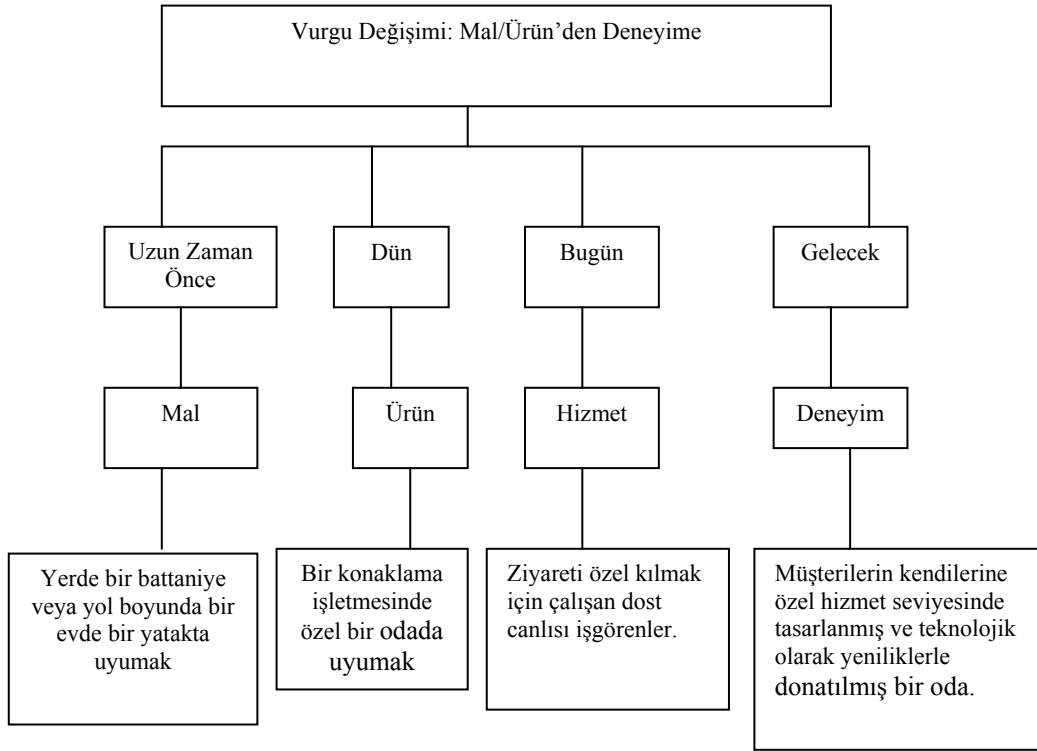 Vurgu Değişimi: Mal/Ürün’den Deneyime
Uzun Zaman
Önce
Dün
Bugün
Gelecek
Mal
Ürün
Hizmet
Deneyim
Yerde bir battaniye
veya yol boyunda bir
evde bir yatakta
uyumak
Bir konaklama
işletmesinde
özel bir odada
uyumak
Ziyareti özel kılmak
için çalışan dost
canlısı işgörenler.
Müşterilerin kendilerine
özel hizmet seviyesinde
tasarlanmış ve teknolojik
olarak yeniliklerle
donatılmış bir oda.